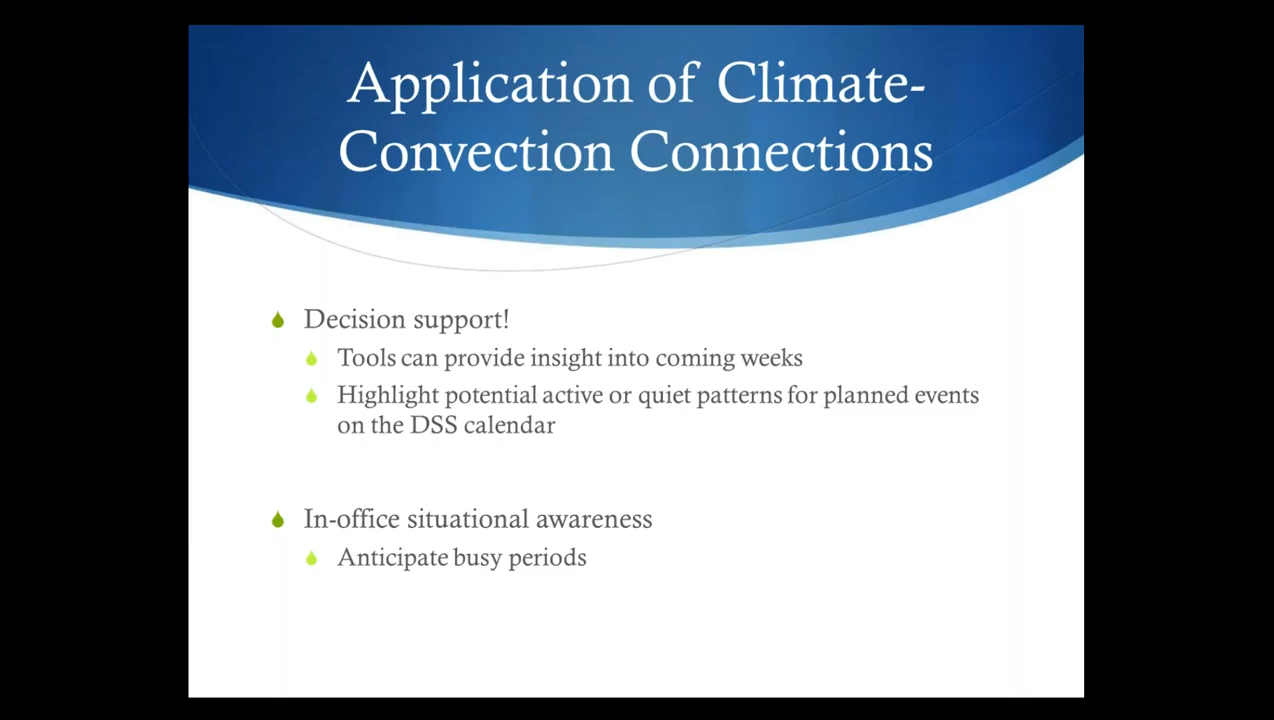 Application of Climate-
Convection Connections
Decision support!
Tools can provide insight into coming weeks
Highlight potential active or quiet patterns for planned events
on the DSS calendar
In-office situational awareness
Anticipate busy periods